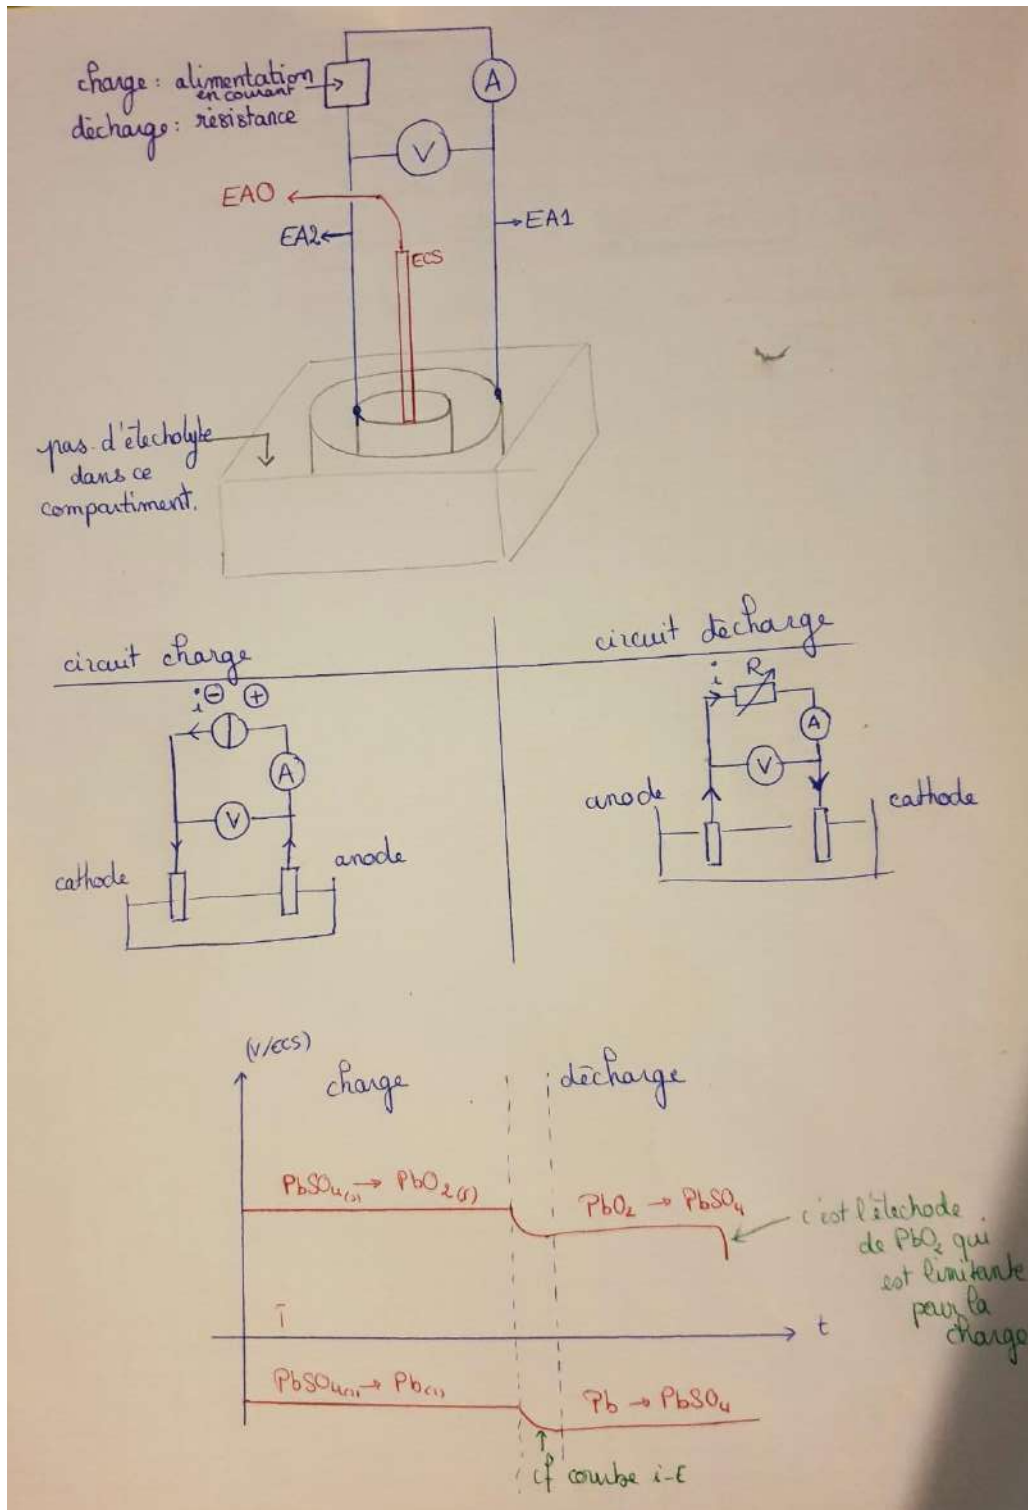 charge : alimentation
en courant
décharge : résistance
A
V
EAO
EA2
EA1
ECS
pas d'électrolyte
dans ce
compartiment.
circuit charge
circuit décharge
i ⊖ ⊕
A
V
cathode
anode
i R
A
V
anode
cathode
(V/ECS)
charge
décharge
PbSO4(s) → PbO2(s)
PbO2 → PbSO4
c'est l'électrode
de PbO2 qui
est limitante
pour la
charge
t
PbSO4(s) → Pb(s)
Pb → PbSO4
cf courbe i-E